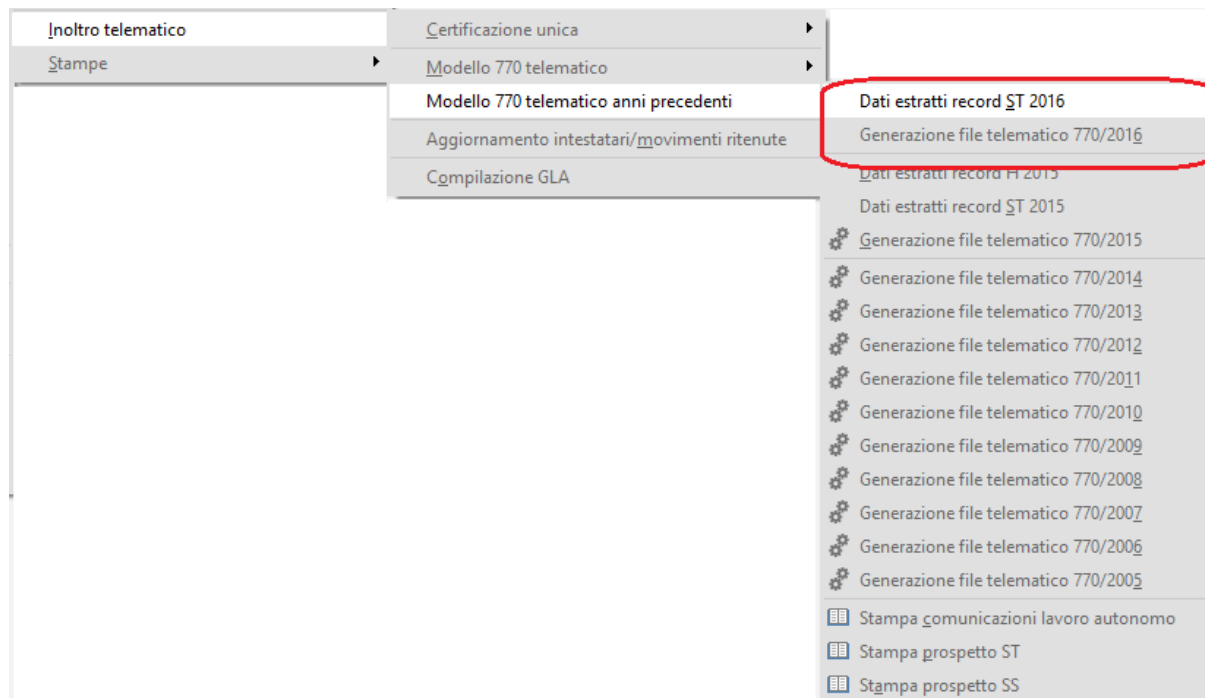 Inoltro telematico
Stampe
Certificazione unica
Modello 770 telematico
Modello 770 telematico anni precedenti
Aggiornamento intestatari/movimenti ritenute
Compilazione GLA
Dati estratti record ST 2016
Generazione file telematico 770/2016
Dati estratti record H 2015
Dati estratti record ST 2015
Generazione file telematico 770/2015
Generazione file telematico 770/2014
Generazione file telematico 770/2013
Generazione file telematico 770/2012
Generazione file telematico 770/2011
Generazione file telematico 770/2010
Generazione file telematico 770/2009
Generazione file telematico 770/2008
Generazione file telematico 770/2007
Generazione file telematico 770/2006
Generazione file telematico 770/2005
Stampa comunicazioni lavoro autonomo
Stampa prospetto ST
Stampa prospetto SS